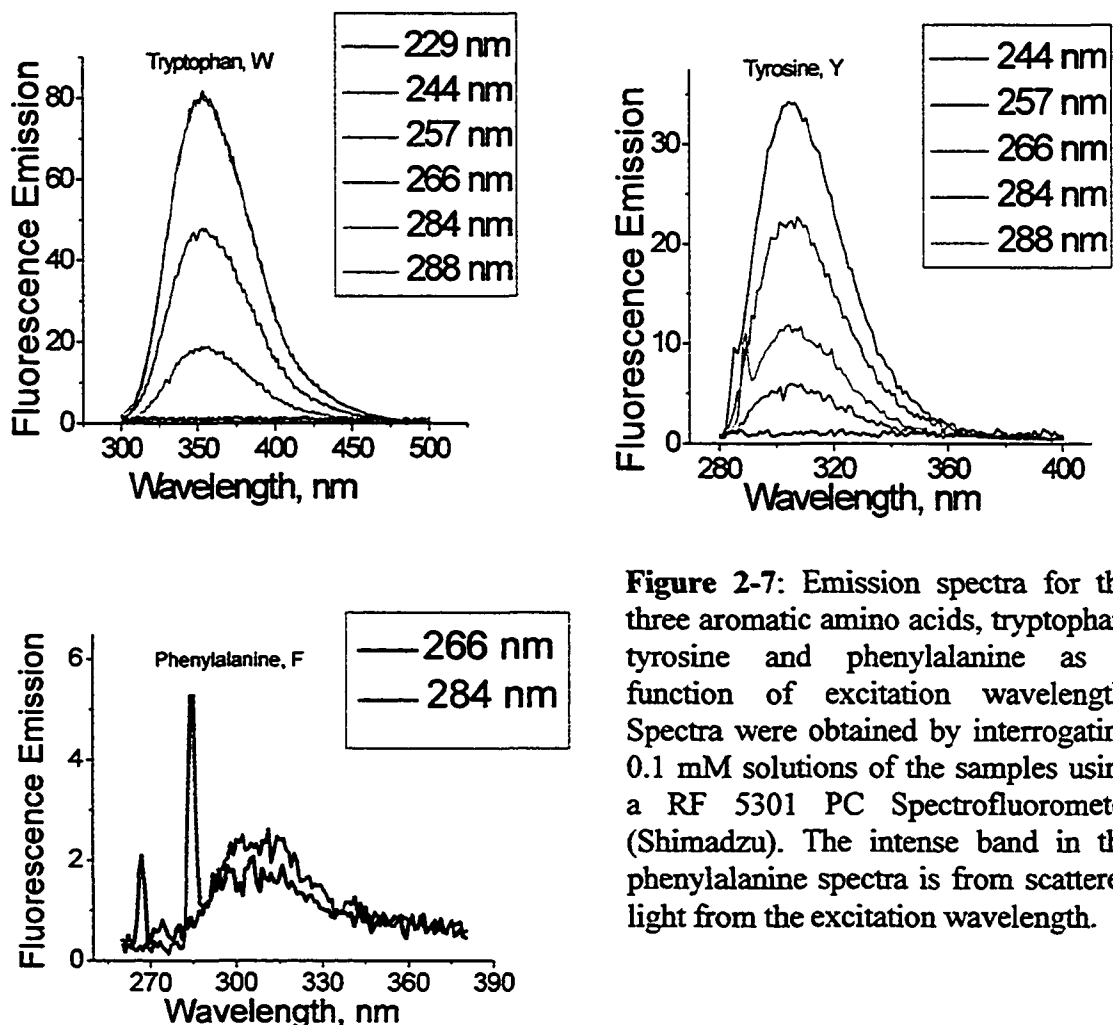 Tryptophan, W
229 nm
244 nm
257 nm
266 nm
284 nm
288 nm
80
60
40
20
0
Fluorescence Emission
300 350 400 450 500
Wavelength, nm
Tyrosine, Y
244 nm
257 nm
266 nm
284 nm
288 nm
30
20
10
0
Fluorescence Emission
280 320 360 400
Wavelength, nm
Phenylalanine, F
266 nm
284 nm
6
4
2
0
Fluorescence Emission
270 300 330 360 390
Wavelength, nm
Figure 2-7: Emission spectra for th
three aromatic amino acids, tryptophan
tyrosine and phenylalanine as
function of excitation wavelength
Spectra were obtained by interrogatin
0.1 mM solutions of the samples usin
a RF 5301 PC Spectrofluoromete
(Shimadzu). The intense band in th
phenylalanine spectra is from scattere
light from the excitation wavelength.